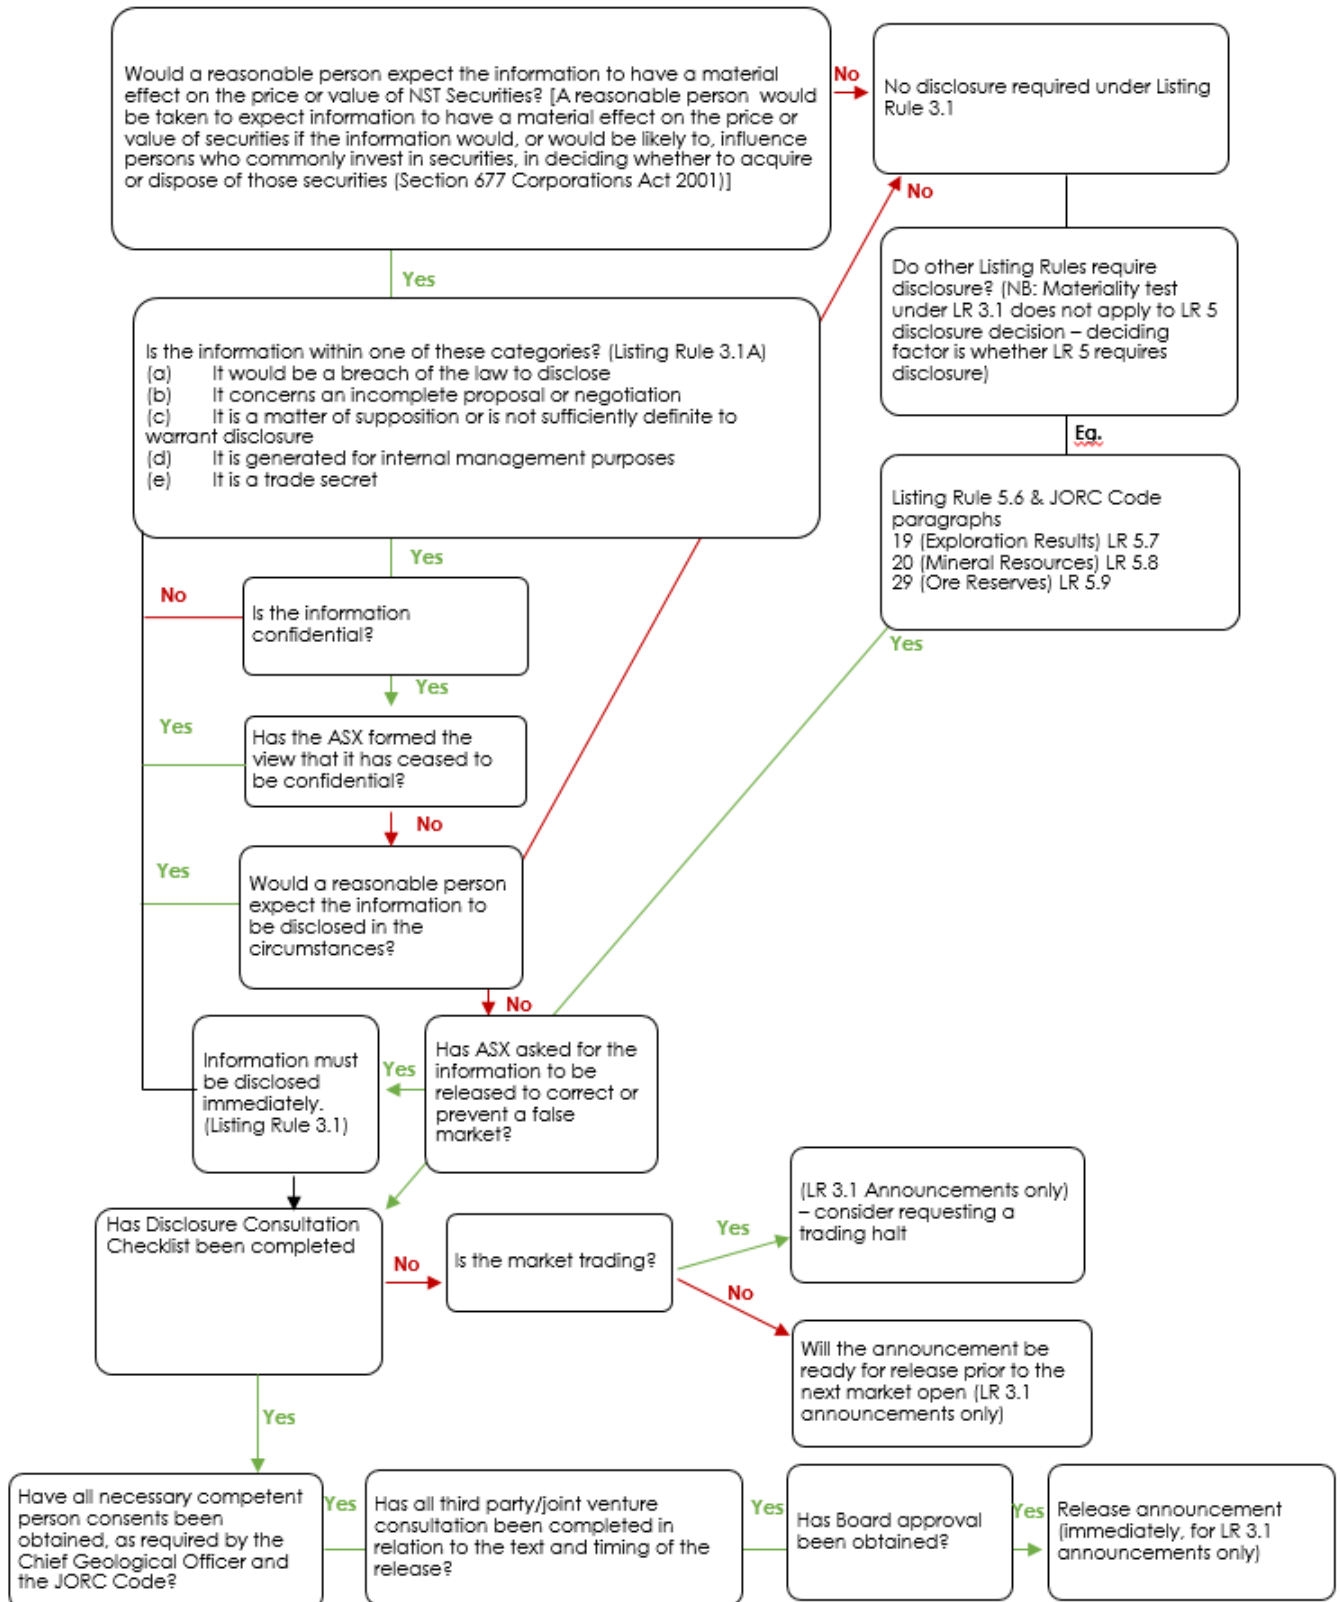 Would a reasonable person expect the information to have a material
effect on the price or value of NST Securities? [A reasonable person would
be taken to expect information to have a material effect on the price or
value of securities if the information would, or would be likely to, influence
persons who commonly invest in securities, in deciding whether to acquire
or dispose of those securities (Section 677 Corporations Act 2001)]
No
No disclosure required under Listing
Rule 3.1
No
Yes
Do other Listing Rules require
disclosure? (NB: Materiality test
under LR 3.1 does not apply to LR 5
disclosure decision – deciding
factor is whether LR 5 requires
disclosure)
Is the information within one of these categories? (Listing Rule 3.1A)
(a) It would be a breach of the law to disclose
(b) It concerns an incomplete proposal or negotiation
(c) It is a matter of supposition or is not sufficiently definite to
warrant disclosure
(d) It is generated for internal management purposes
(e) It is a trade secret
Eg.
Listing Rule 5.6 & JORC Code
paragraphs
19 (Exploration Results) LR 5.7
20 (Mineral Resources) LR 5.8
29 (Ore Reserves) LR 5.9
Yes
Yes
No
Is the information
confidential?
Yes
Yes
Has the ASX formed the
view that it has ceased to
be confidential?
No
Yes
Would a reasonable person
expect the information to
be disclosed in the
circumstances?
No
Information must
be disclosed
immediately.
(Listing Rule 3.1)
Yes
Has ASX asked for the
information to be
released to correct or
prevent a false
market?
Has Disclosure Consultation
Checklist been completed
No
Is the market trading?
Yes
(LR 3.1 Announcements only)
– consider requesting a
trading halt
No
Will the announcement be
ready for release prior to the
next market open (LR 3.1
announcements only)
Yes
Have all necessary competent
person consents been
obtained, as required by the
Chief Geological Officer and
the JORC Code?
Yes
Has all third party/joint venture
consultation been completed in
relation to the text and timing of the
release?
Yes
Has Board approval
been obtained?
Yes
Release announcement
(immediately, for LR 3.1
announcements only)